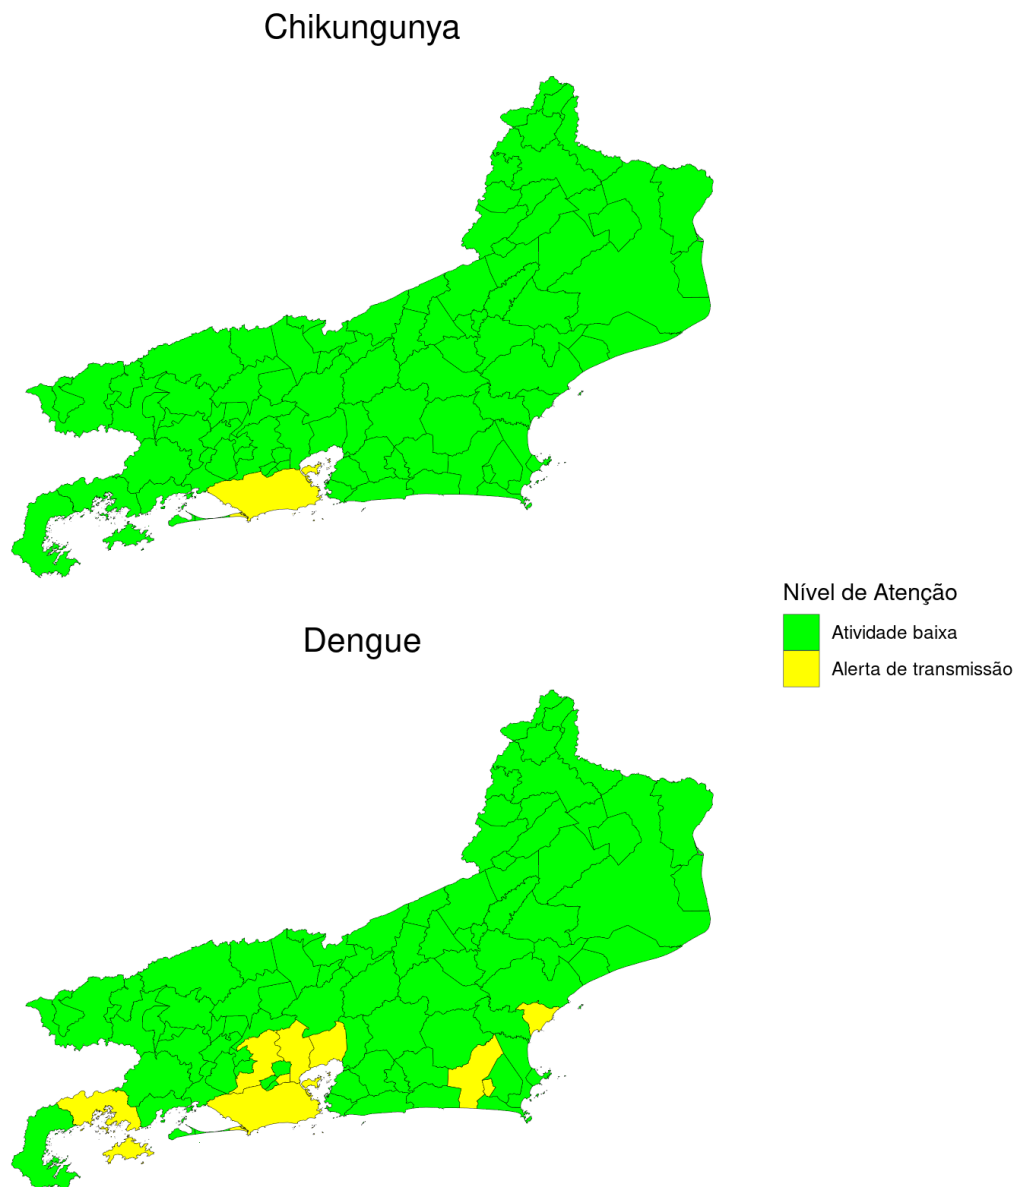 Chikungunya
Nível de Atenção
Atividade baixa
Alerta de transmissão
Dengue